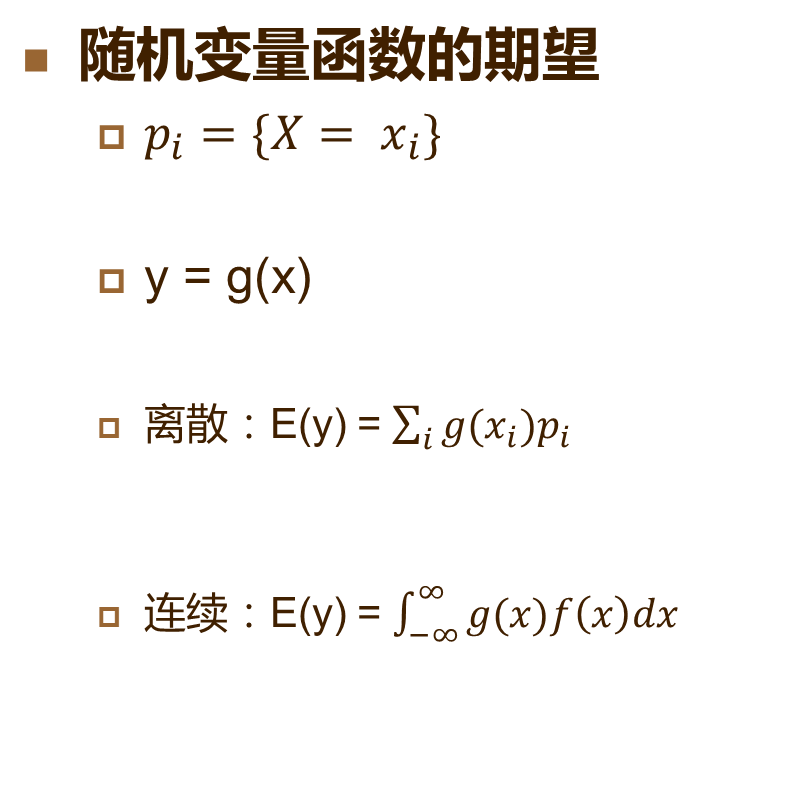 随机变量函数的期望
𝑝ᵢ = {𝑋 = 𝑥ᵢ}
y = g(x)
离散：E(y) = ∑ᵢ 𝑔(𝑥ᵢ)𝑝ᵢ
连续：E(y) = ∫_{−∞}^{∞} 𝑔(𝑥)𝑓(𝑥)𝑑𝑥